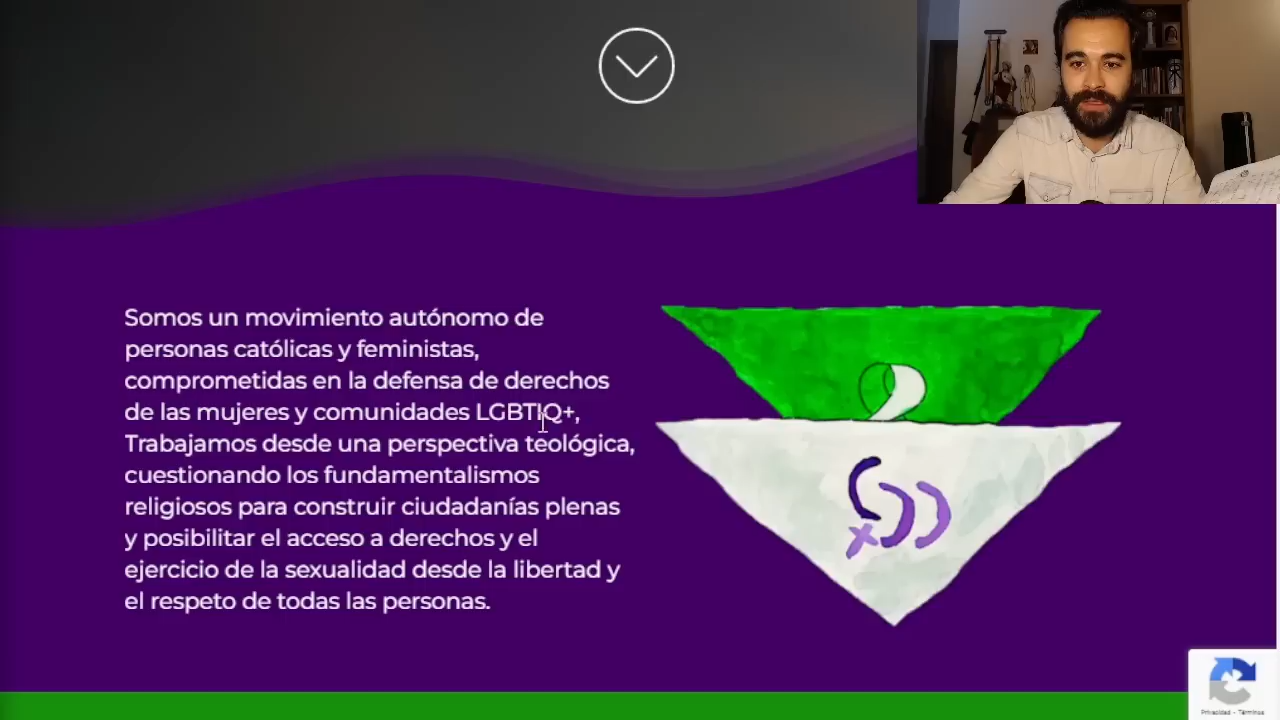 Somos un movimiento autónomo de
personas católicas y feministas,
comprometidas en la defensa de derechos
de las mujeres y comunidades LGBTIQ+,
Trabajamos desde una perspectiva teológica,
cuestionando los fundamentalismos
religiosos para construir ciudadanías plenas
y posibilitar el acceso a derechos y el
ejercicio de la sexualidad desde la libertad y
el respeto de todas las personas.
Privacidad - Términos